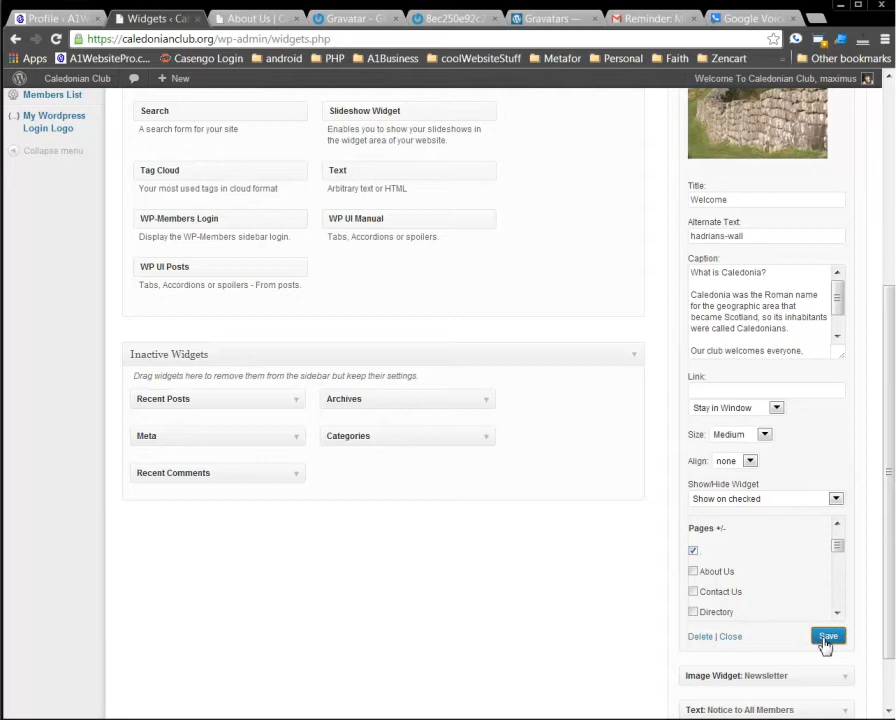 Profile ‹ A1W
Widgets ‹ Cal
About Us | Ca
Gravatar - Gl
8ec250e92c2
Gravatars —
Reminder: M
Google Voic
https://caledonianclub.org/wp-admin/widgets.php
Apps
A1WebsitePro.c...
Casengo Login
android
PHP
A1Business
coolWebsiteStuff
Metafor
Personal
Faith
Zencart
»
Other bookmarks
Caledonian Club
+ New
Welcome To Caledonian Club, maximus
Members List
My Wordpress
Login Logo
Collapse menu
Search
A search form for your site
Slideshow Widget
Enables you to show your slideshows in
the widget area of your website.
Tag Cloud
Your most used tags in cloud format
Text
Arbitrary text or HTML
WP-Members Login
Display the WP-Members sidebar login.
WP UI Manual
Tabs, Accordions or spoilers.
WP UI Posts
Tabs, Accordions or spoilers - From posts.
Inactive Widgets
Drag widgets here to remove them from the sidebar but keep their settings.
Recent Posts
Archives
Meta
Categories
Recent Comments
Title:
Welcome
Alternate Text:
hadrians-wall
Caption:
What is Caledonia?
Caledonia was the Roman name
for the geographic area that
became Scotland, so its inhabitants
were called Caledonians.
Our club welcomes everyone,
Link:
Stay in Window
Size: Medium
Align: none
Show/Hide Widget
Show on checked
Pages +/-
.
About Us
Contact Us
Directory
Delete | Close
Save
Image Widget: Newsletter
Text: Notice to All Members